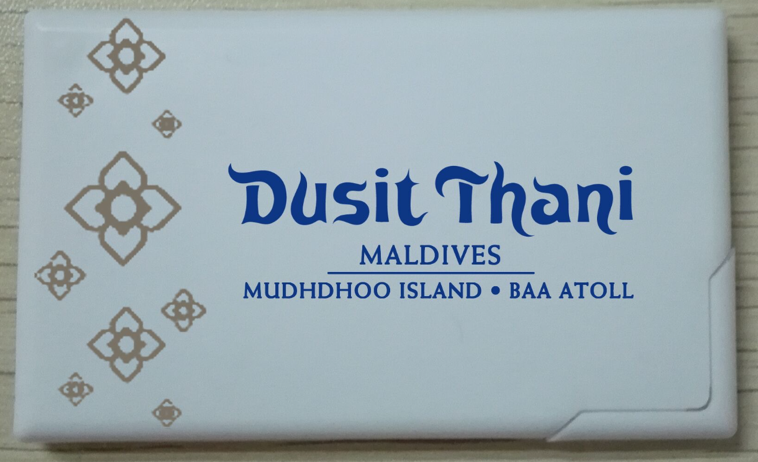 Dusit Thani
MALDIVES
MUDHDHOO ISLAND • BAA ATOLL